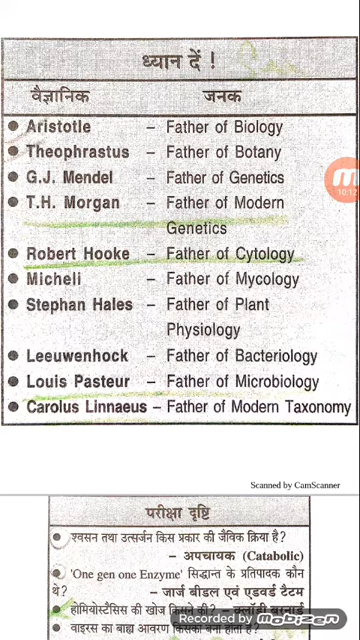 ध्यान दें !
वैज्ञानिक जनक
● Aristotle – Father of Biology
● Theophrastus – Father of Botany
● G.J. Mendel – Father of Genetics
● T.H. Morgan – Father of Modern
Genetics
● Robert Hooke – Father of Cytology
● Micheli – Father of Mycology
● Stephan Hales – Father of Plant
Physiology
● Leeuwenhock – Father of Bacteriology
● Louis Pasteur – Father of Microbiology
● Carolus Linnaeus – Father of Modern Taxonomy
10:12
Scanned by CamScanner
परीक्षा दृष्टि
● श्वसन तथा उत्सर्जन किस प्रकार की जैविक क्रिया है?
– अपचायक (Catabolic)
● 'One gen one Enzyme' सिद्धान्त के प्रतिपादक कौन
थे? – जार्ज बीडल एवं एडवर्ड टैटम
● होमियोस्टैसिस की खोज किसने की? – क्लॉडी बरनार्ड
● वाइरस का बाह्य आवरण किसका बना होता है?
RECORDED BY
MOBIZEN